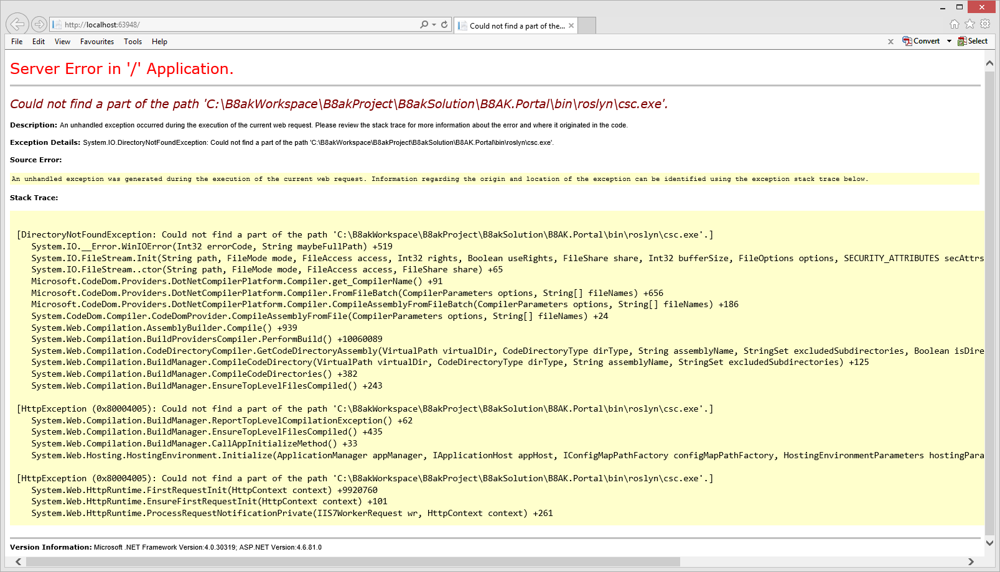 http://localhost:63948/
Could not find a part of the...
File Edit View Favourites Tools Help
x Convert Select
Server Error in '/' Application.
Could not find a part of the path 'C:\B8akWorkspace\B8akProject\B8akSolution\B8AK.Portal\bin\roslyn\csc.exe'.
Description: An unhandled exception occurred during the execution of the current web request. Please review the stack trace for more information about the error and where it originated in the code.
Exception Details: System.IO.DirectoryNotFoundException: Could not find a part of the path 'C:\B8akWorkspace\B8akProject\B8akSolution\B8AK.Portal\bin\roslyn\csc.exe'.
Source Error:
An unhandled exception was generated during the execution of the current web request. Information regarding the origin and location of the exception can be identified using the exception stack trace below.
Stack Trace:
[DirectoryNotFoundException: Could not find a part of the path 'C:\B8akWorkspace\B8akProject\B8akSolution\B8AK.Portal\bin\roslyn\csc.exe'.]
System.IO.__Error.WinIOError(Int32 errorCode, String maybeFullPath) +519
System.IO.FileStream.Init(String path, FileMode mode, FileAccess access, Int32 rights, Boolean useRights, FileShare share, Int32 bufferSize, FileOptions options, SECURITY_ATTRIBUTES secAttrs
System.IO.FileStream..ctor(String path, FileMode mode, FileAccess access, FileShare share) +65
Microsoft.CodeDom.Providers.DotNetCompilerPlatform.Compiler.get_CompilerName() +91
Microsoft.CodeDom.Providers.DotNetCompilerPlatform.Compiler.FromFileBatch(CompilerParameters options, String[] fileNames) +656
Microsoft.CodeDom.Providers.DotNetCompilerPlatform.Compiler.CompileAssemblyFromFileBatch(CompilerParameters options, String[] fileNames) +186
System.CodeDom.Compiler.CodeDomProvider.CompileAssemblyFromFile(CompilerParameters options, String[] fileNames) +24
System.Web.Compilation.AssemblyBuilder.Compile() +939
System.Web.Compilation.BuildProvidersCompiler.PerformBuild() +10060089
System.Web.Compilation.CodeDirectoryCompiler.GetCodeDirectoryAssembly(VirtualPath virtualDir, CodeDirectoryType dirType, String assemblyName, StringSet excludedSubdirectories, Boolean isDire
System.Web.Compilation.BuildManager.CompileCodeDirectory(VirtualPath virtualDir, CodeDirectoryType dirType, String assemblyName, StringSet excludedSubdirectories) +125
System.Web.Compilation.BuildManager.CompileCodeDirectories() +382
System.Web.Compilation.BuildManager.EnsureTopLevelFilesCompiled() +243
[HttpException (0x80004005): Could not find a part of the path 'C:\B8akWorkspace\B8akProject\B8akSolution\B8AK.Portal\bin\roslyn\csc.exe'.]
System.Web.Compilation.BuildManager.ReportTopLevelCompilationException() +62
System.Web.Compilation.BuildManager.EnsureTopLevelFilesCompiled() +435
System.Web.Compilation.BuildManager.CallAppInitializeMethod() +33
System.Web.Hosting.HostingEnvironment.Initialize(ApplicationManager appManager, IApplicationHost appHost, IConfigMapPathFactory configMapPathFactory, HostingEnvironmentParameters hostingPara
[HttpException (0x80004005): Could not find a part of the path 'C:\B8akWorkspace\B8akProject\B8akSolution\B8AK.Portal\bin\roslyn\csc.exe'.]
System.Web.HttpRuntime.FirstRequestInit(HttpContext context) +9920760
System.Web.HttpRuntime.EnsureFirstRequestInit(HttpContext context) +101
System.Web.HttpRuntime.ProcessRequestNotificationPrivate(IIS7WorkerRequest wr, HttpContext context) +261
Version Information: Microsoft .NET Framework Version:4.0.30319; ASP.NET Version:4.6.81.0